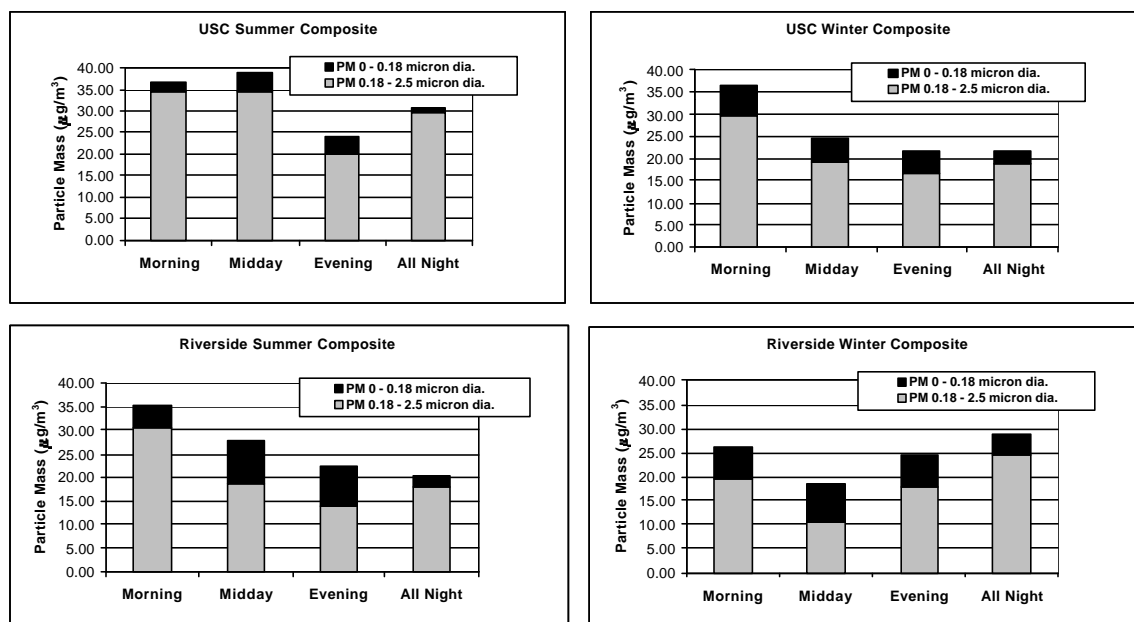 USC Summer Composite
Particle Mass (µg/m³)
40.00
35.00
30.00
25.00
20.00
15.00
10.00
5.00
0.00
PM 0 - 0.18 micron dia.
PM 0.18 - 2.5 micron dia.
Morning Midday Evening All Night
USC Winter Composite
Particle Mass (µg/m³)
40.00
35.00
30.00
25.00
20.00
15.00
10.00
5.00
0.00
PM 0 - 0.18 micron dia.
PM 0.18 - 2.5 micron dia.
Morning Midday Evening All Night
Riverside Summer Composite
Particle Mass (µg/m³)
40.00
35.00
30.00
25.00
20.00
15.00
10.00
5.00
0.00
PM 0 - 0.18 micron dia.
PM 0.18 - 2.5 micron dia.
Morning Midday Evening All Night
Riverside Winter Composite
Particle Mass (µg/m³)
40.00
35.00
30.00
25.00
20.00
15.00
10.00
5.00
0.00
PM 0 - 0.18 micron dia.
PM 0.18 - 2.5 micron dia.
Morning Midday Evening All Night